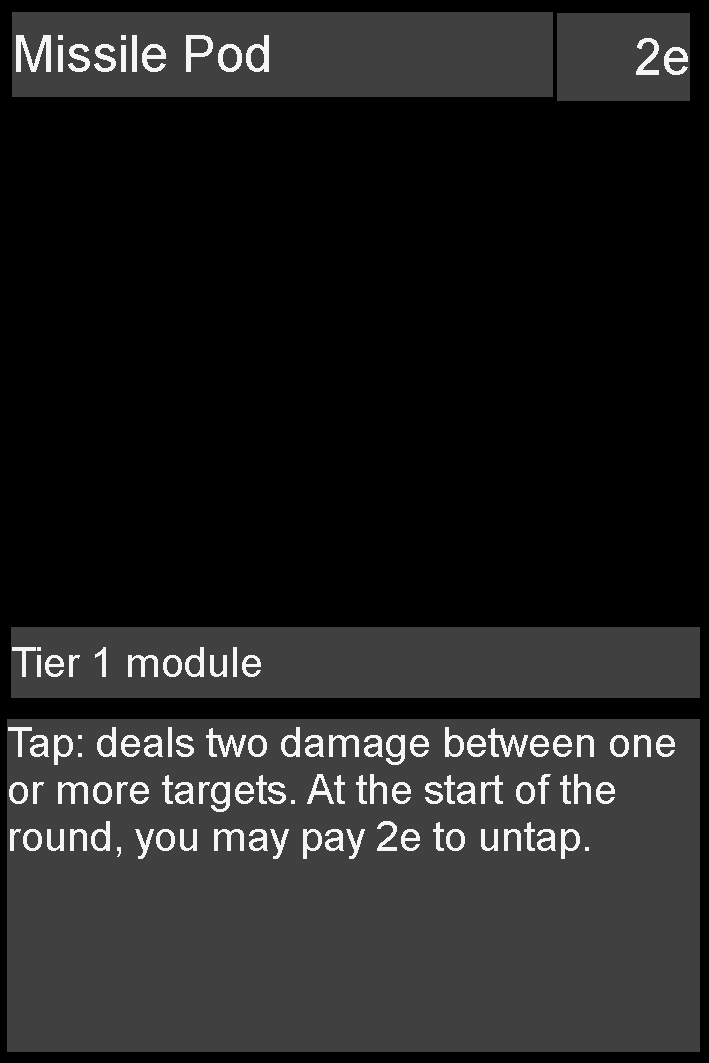 Missile Pod
2e
Tier 1 module
Tap: deals two damage between one
or more targets. At the start of the
round, you may pay 2e to untap.